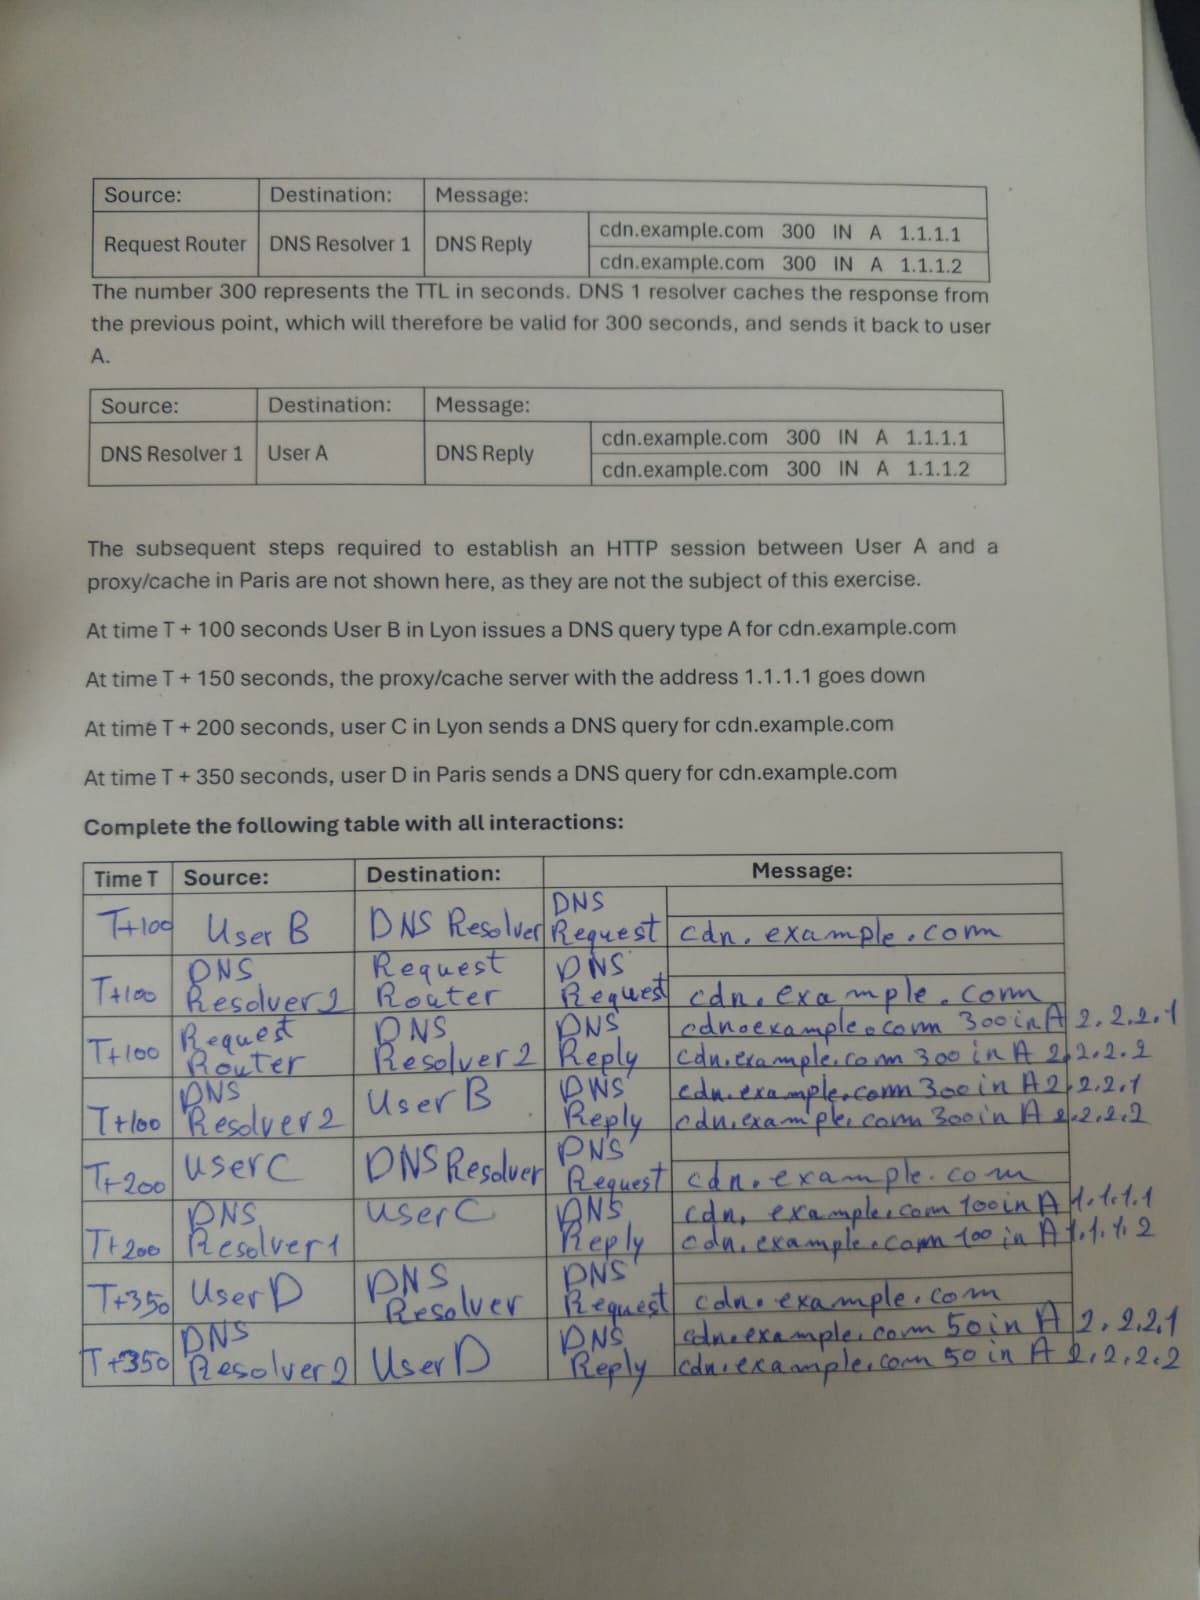 Source: Destination: Message:
Request Router DNS Resolver 1 DNS Reply cdn.example.com 300 IN A 1.1.1.1
cdn.example.com 300 IN A 1.1.1.2
The number 300 represents the TTL in seconds. DNS 1 resolver caches the response from
the previous point, which will therefore be valid for 300 seconds, and sends it back to user
A.
Source: Destination: Message:
DNS Resolver 1 User A DNS Reply cdn.example.com 300 IN A 1.1.1.1
cdn.example.com 300 IN A 1.1.1.2
The subsequent steps required to establish an HTTP session between User A and a
proxy/cache in Paris are not shown here, as they are not the subject of this exercise.
At time T + 100 seconds User B in Lyon issues a DNS query type A for cdn.example.com
At time T + 150 seconds, the proxy/cache server with the address 1.1.1.1 goes down
At time T + 200 seconds, user C in Lyon sends a DNS query for cdn.example.com
At time T + 350 seconds, user D in Paris sends a DNS query for cdn.example.com
Complete the following table with all interactions:
Time T Source: Destination: Message:
T+100 User B DNS Resolver DNS Request cdn.example.com
T+100 DNS Resolver 2 Request Router DNS Request cdn.example.com
T+100 Request Router DNS Resolver 2 DNS Reply cdn.example.com 300 in A 2.2.2.1
cdn.example.com 300 in A 2.2.2.2
T+100 DNS Resolver 2 User B DNS Reply cdn.example.com 300 in A 2.2.2.1
cdn.example.com 300 in A 2.2.2.2
T+200 user C DNS Resolver DNS Request cdn.example.com
T+200 DNS Resolver 1 user C DNS Reply cdn.example.com 100 in A 1.1.1.1
cdn.example.com 100 in A 1.1.1.2
T+350 User D DNS Resolver DNS Request cdn.example.com
T+350 DNS Resolver 2 User D DNS Reply cdn.example.com 50 in A 2.2.2.1
cdn.example.com 50 in A 2.2.2.2